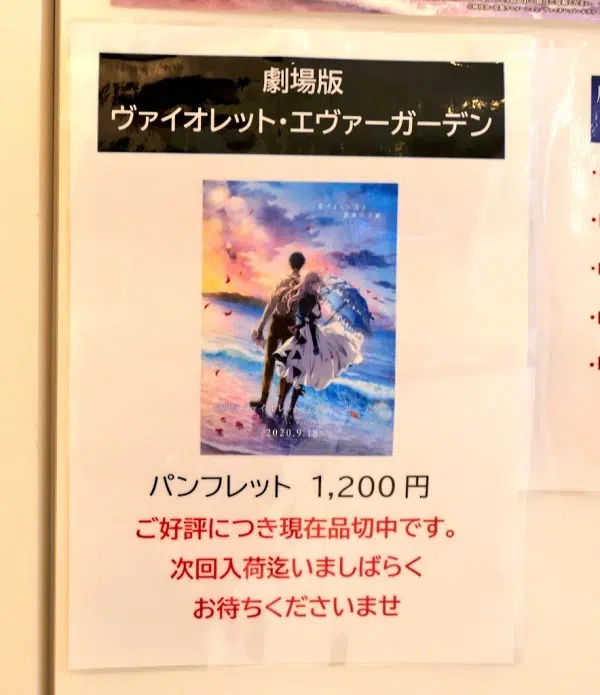 劇場版
ヴァイオレット・エヴァーガーデン
2020.9.18
パンフレット 1,200円
ご好評につき現在品切中です。
次回入荷迄いましばらく
お待ちくださいませ